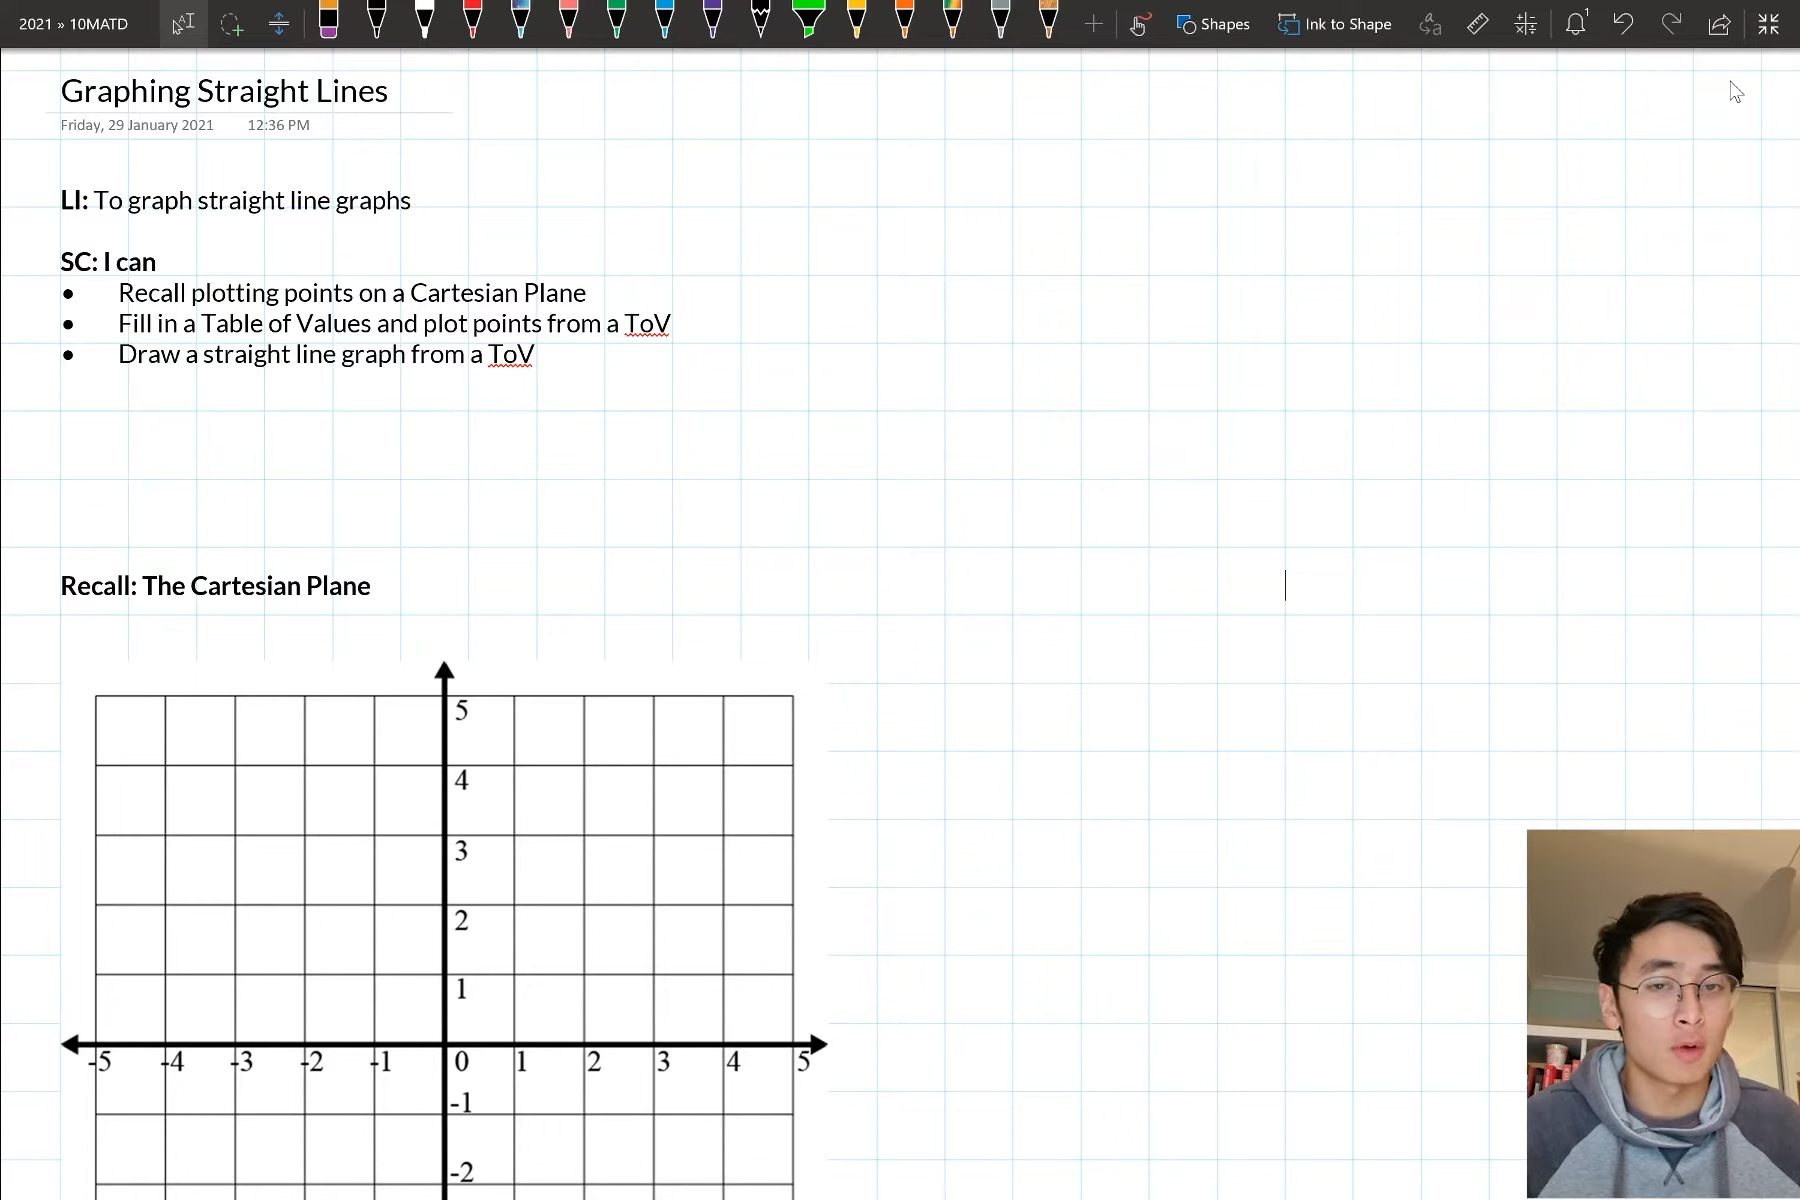 2021 » 10MATD
Shapes
Ink to Shape
1
Graphing Straight Lines
Friday, 29 January 2021 12:36 PM
LI: To graph straight line graphs
SC: I can
• Recall plotting points on a Cartesian Plane
• Fill in a Table of Values and plot points from a ToV
• Draw a straight line graph from a ToV
Recall: The Cartesian Plane
5
4
3
2
1
-5 -4 -3 -2 -1 0 1 2 3 4 5
-1
-2